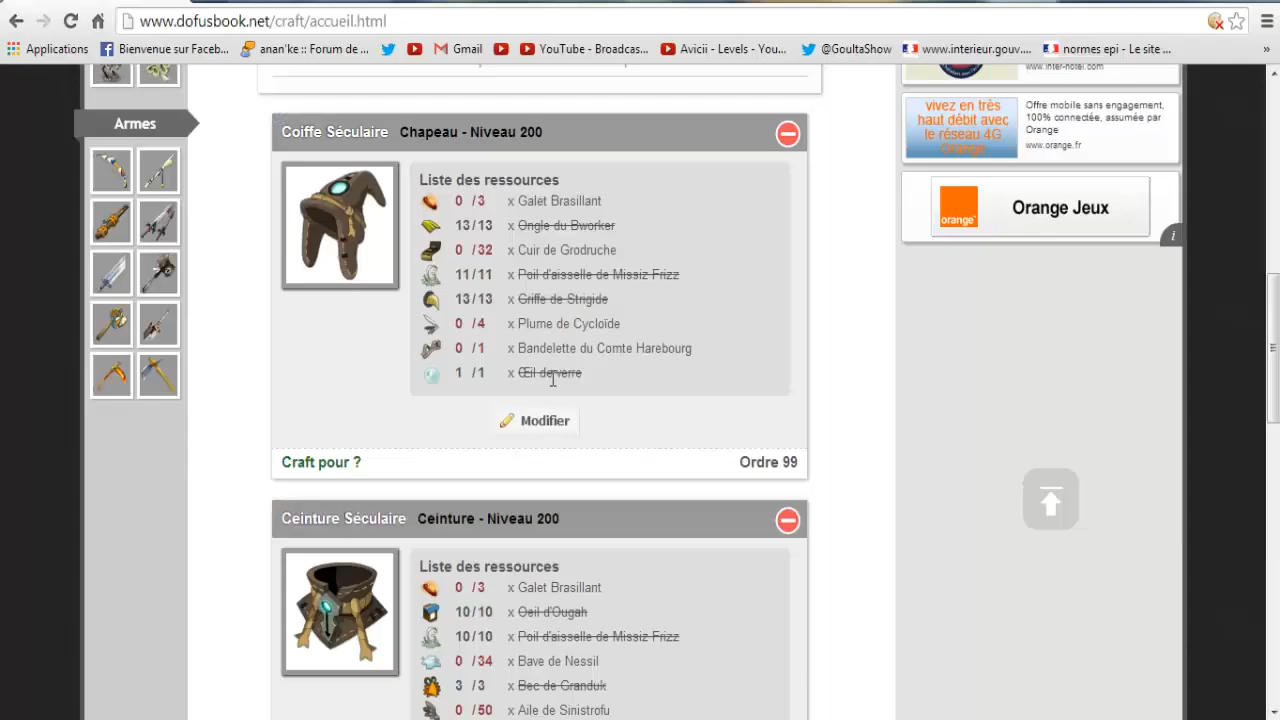 www.dofusbook.net/craft/accueil.html
Applications
Bienvenue sur Faceb...
anan'ke :: Forum de ...
Gmail
YouTube - Broadcas...
Avicii - Levels - You...
@GoultaShow
www.interieur.gouv....
normes epi - Le site ...
»
www.inter-hotel.com
Armes
Coiffe Séculaire Chapeau - Niveau 200
Liste des ressources
0 /3 x Galet Brasillant
13/13 x Ongle du Bworker
0 /32 x Cuir de Grodruche
11/11 x Poil d'aisselle de Missiz Frizz
13/13 x Griffe de Strigide
0 /4 x Plume de Cycloïde
0 /1 x Bandelette du Comte Harebourg
1 /1 x Œil de verre
Modifier
Craft pour ? Ordre 99
Ceinture Séculaire Ceinture - Niveau 200
Liste des ressources
0 /3 x Galet Brasillant
10/10 x Oeil d'Ougah
10/10 x Poil d'aisselle de Missiz Frizz
0 /34 x Bave de Nessil
3 /3 x Bec de Granduk
0 /50 x Aile de Sinistrofu
vivez en très
haut débit avec
le réseau 4G
Orange
Offre mobile sans engagement,
100% connectée, assumée par
Orange
www.orange.fr
orange
Orange Jeux
i